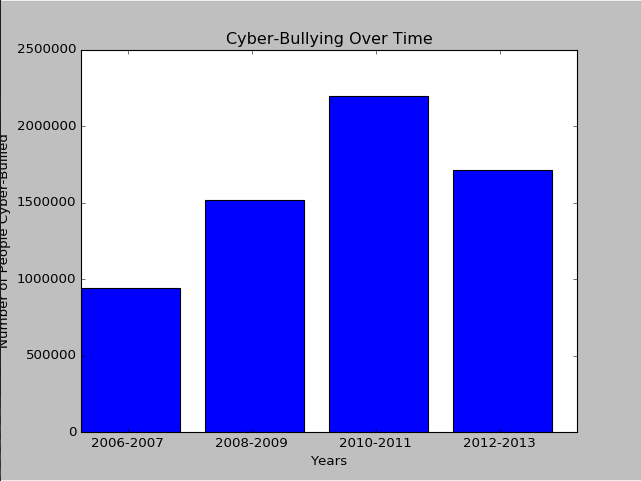 Cyber-Bullying Over Time
Number of People Cyber-Bullied
2500000
2000000
1500000
1000000
500000
0
2006-2007 2008-2009 2010-2011 2012-2013
Years